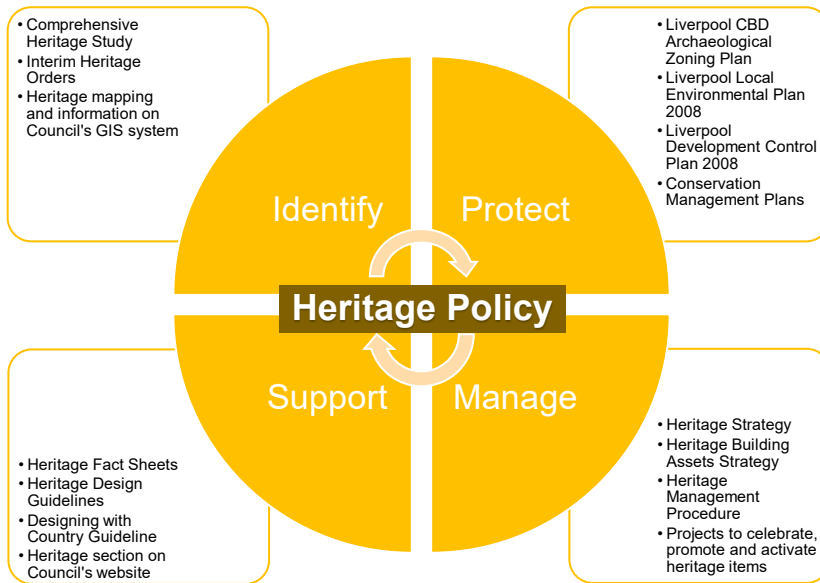 • Comprehensive
Heritage Study
• Interim Heritage
Orders
• Heritage mapping
and information on
Council's GIS system
• Liverpool CBD
Archaeological
Zoning Plan
• Liverpool Local
Environmental Plan
2008
• Liverpool
Development Control
Plan 2008
• Conservation
Management Plans
Identify
Protect
Heritage Policy
Support
Manage
• Heritage Fact Sheets
• Heritage Design
Guidelines
• Designing with
Country Guideline
• Heritage section on
Council's website
• Heritage Strategy
• Heritage Building
Assets Strategy
• Heritage
Management
Procedure
• Projects to celebrate,
promote and activate
heritage items